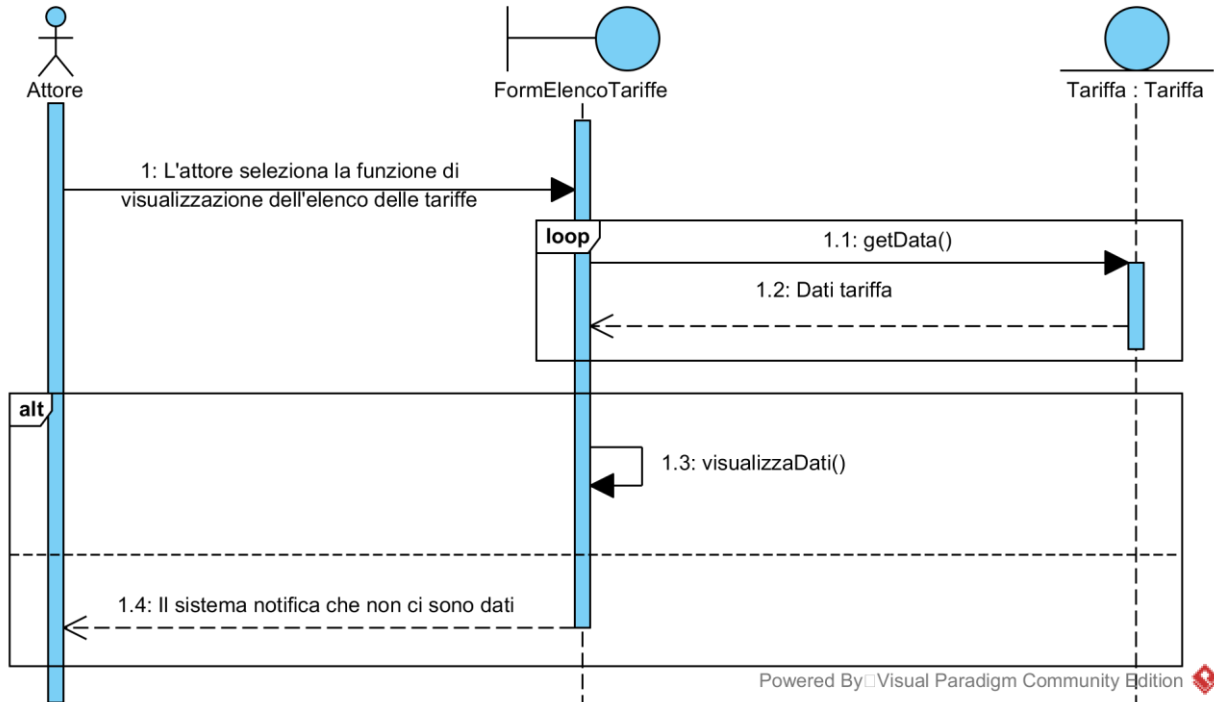 Attore
FormElencoTariffe
Tariffa : Tariffa
1: L'attore seleziona la funzione di
visualizzazione dell'elenco delle tariffe
loop
1.1: getData()
1.2: Dati tariffa
alt
1.3: visualizzaDati()
1.4: Il sistema notifica che non ci sono dati
Powered By□Visual Paradigm Community Edition